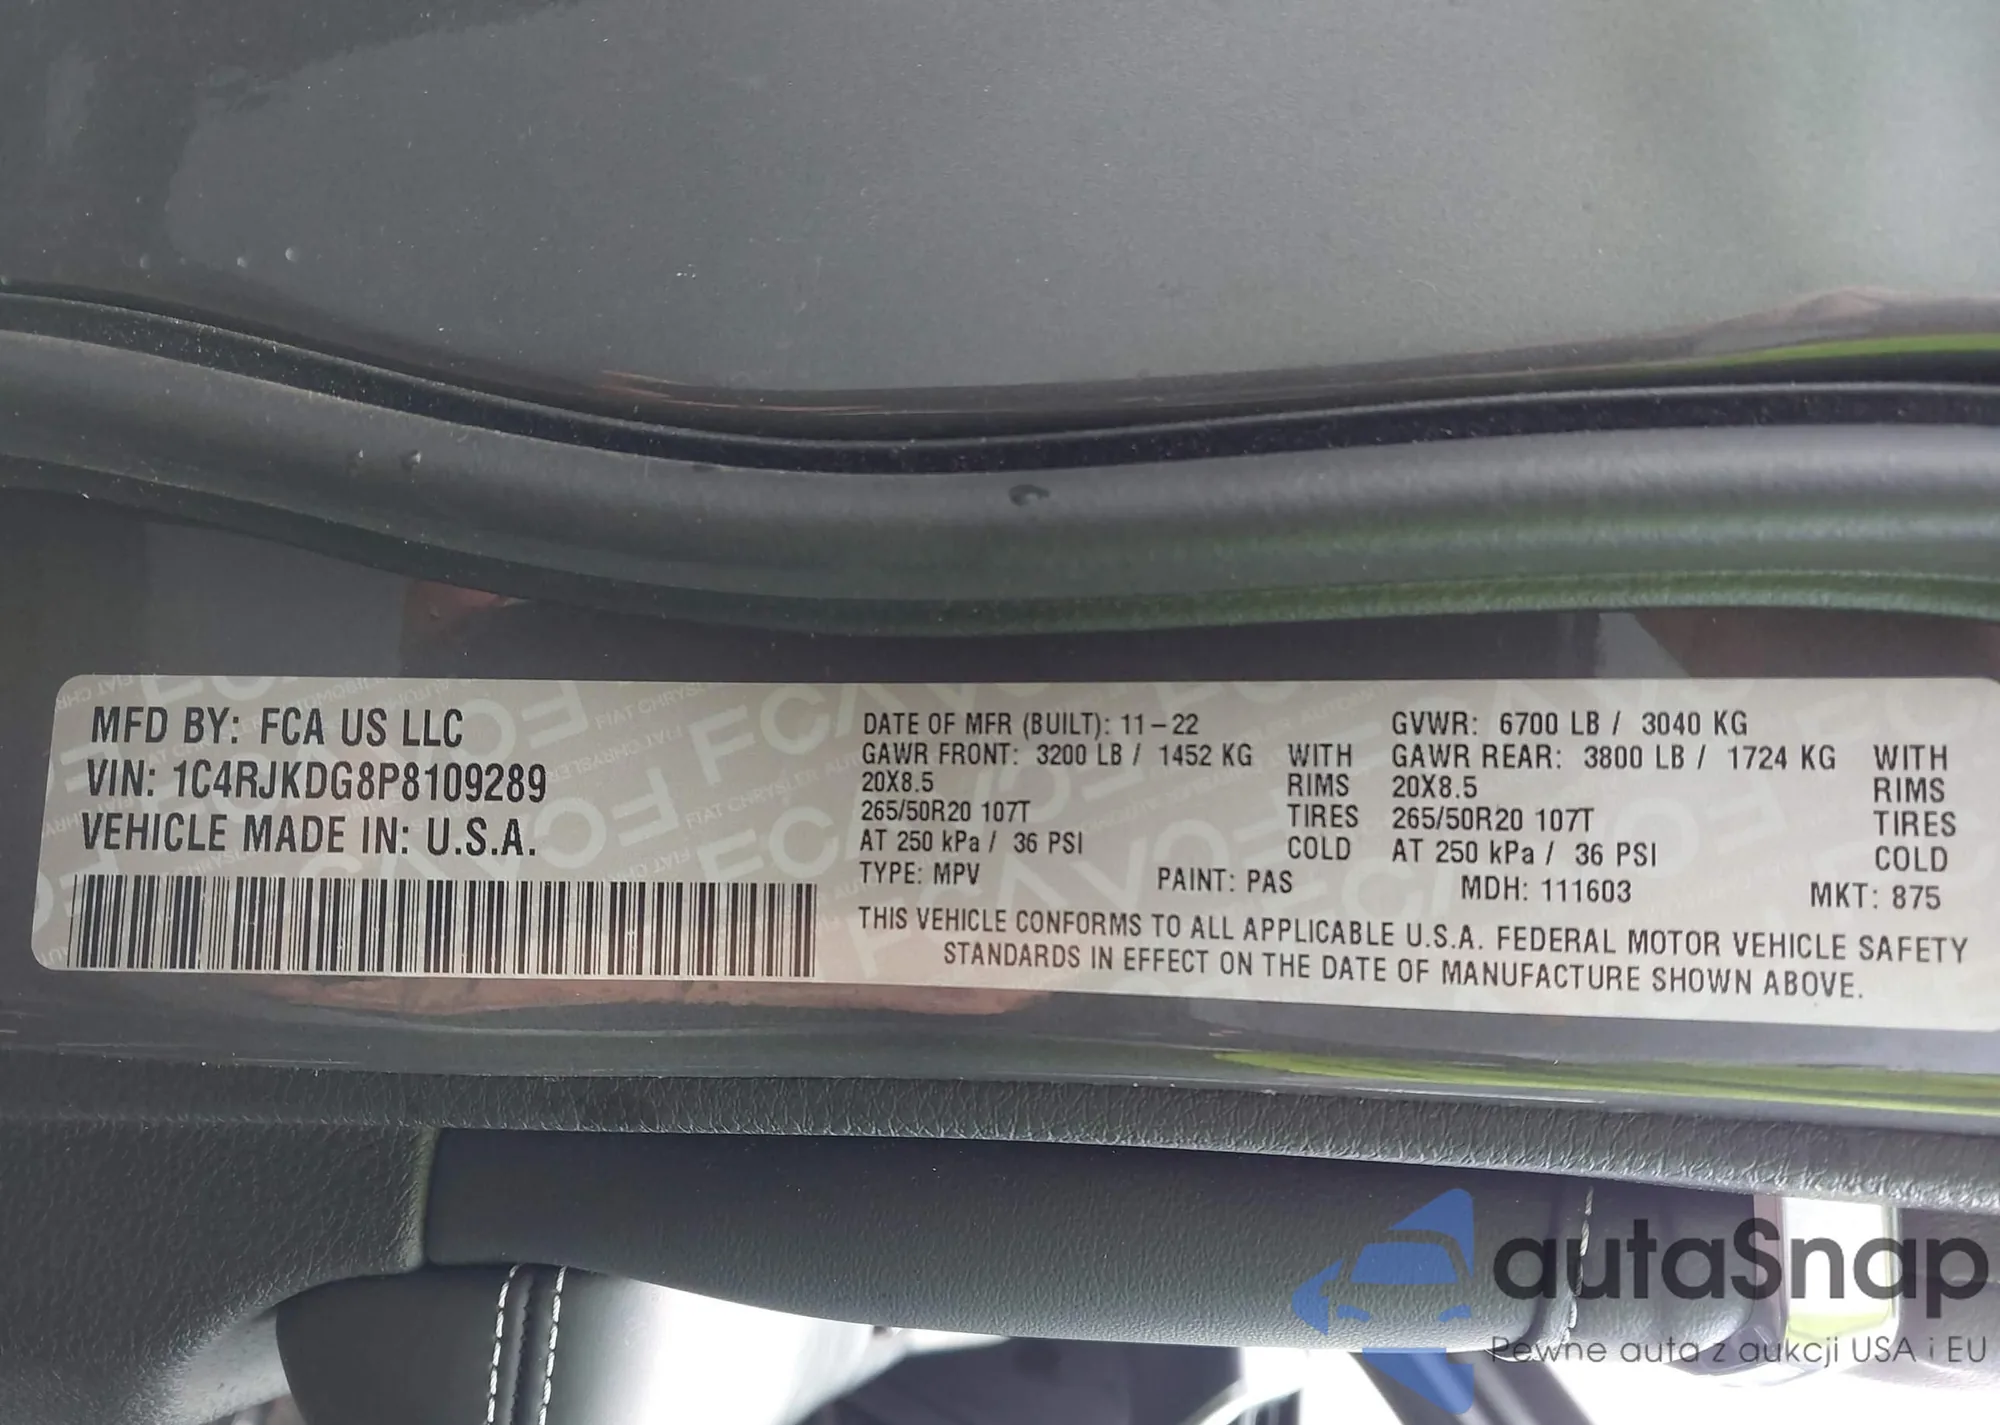 MFD BY: FCA US LLC
VIN: 1C4RJKDG8P8109289
VEHICLE MADE IN: U.S.A.
DATE OF MFR (BUILT): 11-22 GVWR: 6700 LB / 3040 KG
GAWR FRONT: 3200 LB / 1452 KG WITH GAWR REAR: 3800 LB / 1724 KG WITH
20X8.5 RIMS 20X8.5 RIMS
265/50R20 107T TIRES 265/50R20 107T TIRES
AT 250 kPa / 36 PSI COLD AT 250 kPa / 36 PSI COLD
TYPE: MPV PAINT: PAS MDH: 111603 MKT: 875
THIS VEHICLE CONFORMS TO ALL APPLICABLE U.S.A. FEDERAL MOTOR VEHICLE SAFETY
STANDARDS IN EFFECT ON THE DATE OF MANUFACTURE SHOWN ABOVE.
autaSnap
Pewne auta z aukcji USA i EU